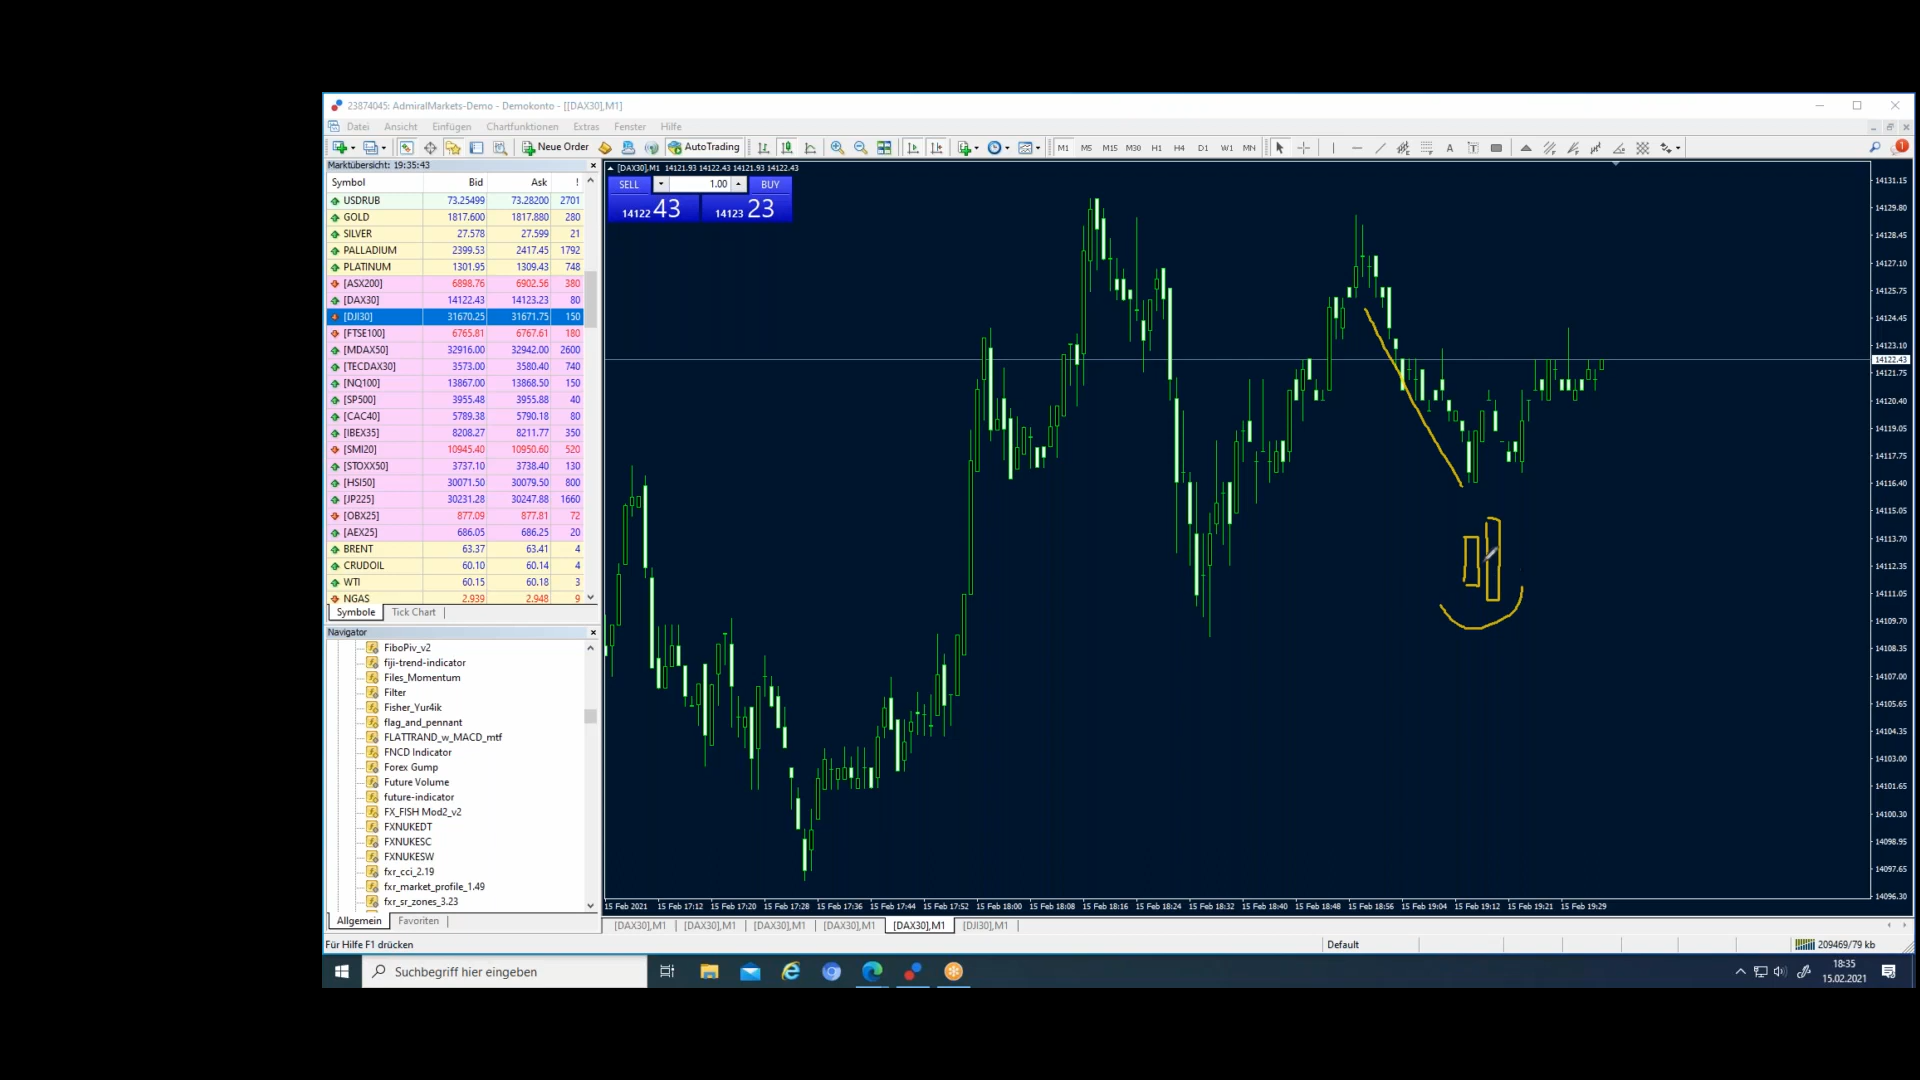 23874045: AdmiralMarkets-Demo - Demokonto - [[DAX30],M1]
Datei Ansicht Einfügen Chartfunktionen Extras Fenster Hilfe
New Order AutoTrading M1 M5 M15 M30 H1 H4 D1 W1 MN A T 1
Marktübersicht: 19:35:43
Symbol Bid Ask !
USDRUB 73.25499 73.28200 2701
GOLD 1817.600 1817.880 280
SILVER 27.578 27.599 21
PALLADIUM 2399.53 2417.45 1792
PLATINUM 1301.95 1309.43 748
[ASX200] 6898.76 6902.56 380
[DAX30] 14122.43 14123.23 80
[DJI30] 31670.25 31671.75 150
[FTSE100] 6765.81 6767.61 180
[MDAX50] 32916.00 32942.00 2600
[TECDAX30] 3573.00 3580.40 740
[NQ100] 13867.00 13868.50 150
[SP500] 3955.48 3955.88 40
[CAC40] 5789.38 5790.18 80
[IBEX35] 8208.27 8211.77 350
[SMI20] 10945.40 10950.60 520
[STOXX50] 3737.10 3738.40 130
[HSI50] 30071.50 30079.50 800
[JP225] 30231.28 30247.88 1660
[OBX25] 877.09 877.81 72
[AEX25] 686.05 686.25 20
BRENT 63.37 63.41 4
CRUDOIL 60.10 60.14 4
WTI 60.15 60.18 3
NGAS 2.939 2.948 9
Symbole Tick Chart
Navigator
FiboPiv_v2
fiji-trend-indicator
Files_Momentum
Filter
Fisher_Yur4ik
flag_and_pennant
FLATTRAND_w_MACD_mtf
FNCD Indicator
Forex Gump
Future Volume
future-indicator
FX_FISH Mod2_v2
FXNUKEDT
FXNUKESC
FXNUKESW
fxr_cci_2.19
fxr_market_profile_1.49
fxr_sr_zones_3.23
Allgemein Favoriten
[DAX30],M1 14121.93 14122.43 14121.93 14122.43
SELL 1.00 BUY
14122 43 14123 23
14131.15
14129.80
14128.45
14127.10
14125.75
14124.45
14123.10
14122.43
14121.75
14120.40
14119.05
14117.75
14116.40
14115.05
14113.70
14112.35
14111.05
14109.70
14108.35
14107.00
14105.65
14104.35
14103.00
14101.65
14100.30
14098.95
14097.65
14096.30
15 Feb 2021 15 Feb 17:12 15 Feb 17:20 15 Feb 17:28 15 Feb 17:36 15 Feb 17:44 15 Feb 17:52 15 Feb 18:00 15 Feb 18:08 15 Feb 18:16 15 Feb 18:24 15 Feb 18:32 15 Feb 18:40 15 Feb 18:48 15 Feb 18:56 15 Feb 19:04 15 Feb 19:12 15 Feb 19:21 15 Feb 19:29
[DAX30],M1 [DAX30],M1 [DAX30],M1 [DAX30],M1 [DAX30],M1 [DJI30],M1
Für Hilfe F1 drücken Default 209469/79 kb
Suchbegriff hier eingeben
18:35
15.02.2021